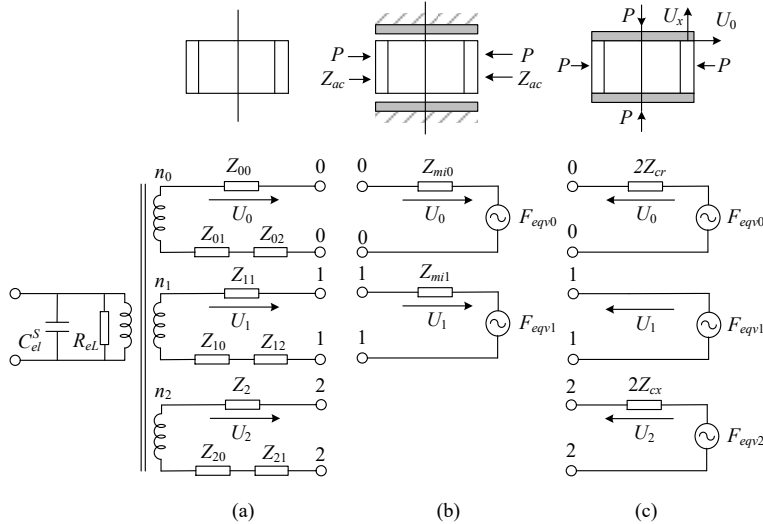 P U_x U_0
P P
P P
Z_ac Z_ac
P
n_0 Z_00 0 0 Z_mi0 0 2Z_cr
U_0 U_0 F_eqv0 U_0 F_eqv0
Z_01 Z_02 0 0 0
n_1 Z_11 1 1 Z_mi1 1
C_el^S R_eL U_1 U_1 F_eqv1 U_1 F_eqv1
Z_10 Z_12 1 1 1
n_2 Z_2 2 2 2Z_cx
U_2 U_2 F_eqv2
Z_20 Z_21 2 2
(a) (b) (c)